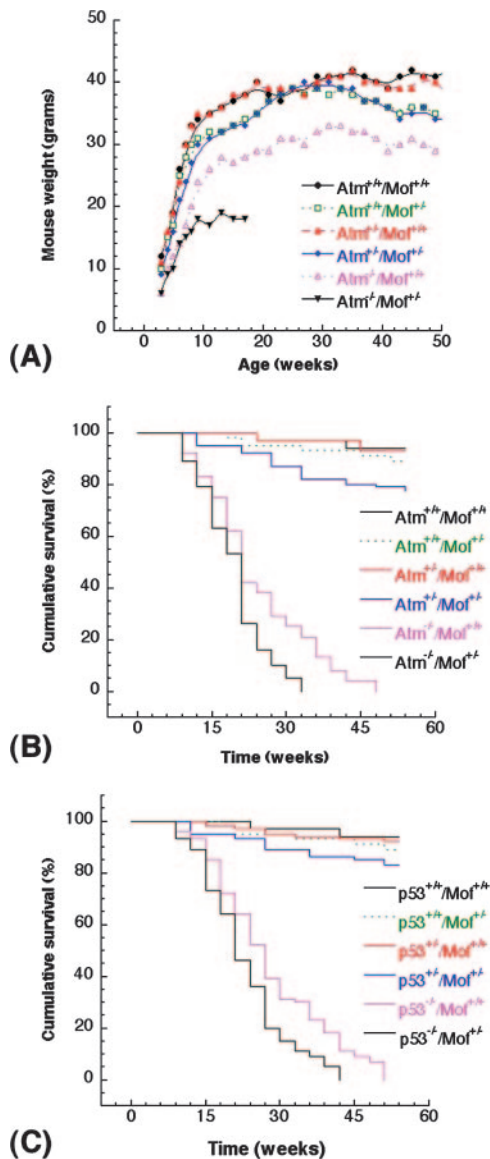 Mouse weight (grams)
60
50
40
30
20
10
0
Atm+/+/Mof+/+
Atm+/+/Mof+/-
Atm+/-/Mof+/+
Atm+/-/Mof+/-
Atm-/-/Mof+/+
Atm-/-/Mof+/-
0 10 20 30 40 50
Age (weeks)
(A)
Cumulative survival (%)
100
80
60
40
20
0
Atm+/+/Mof+/+
Atm+/+/Mof+/-
Atm+/-/Mof+/+
Atm+/-/Mof+/-
Atm-/-/Mof+/+
Atm-/-/Mof+/-
0 15 30 45 60
Time (weeks)
(B)
Cumulative survival (%)
100
80
60
40
20
0
p53+/+/Mof+/+
p53+/+/Mof+/-
p53+/-/Mof+/+
p53+/-/Mof+/-
p53-/-/Mof+/+
p53-/-/Mof+/-
0 15 30 45 60
Time (weeks)
(C)